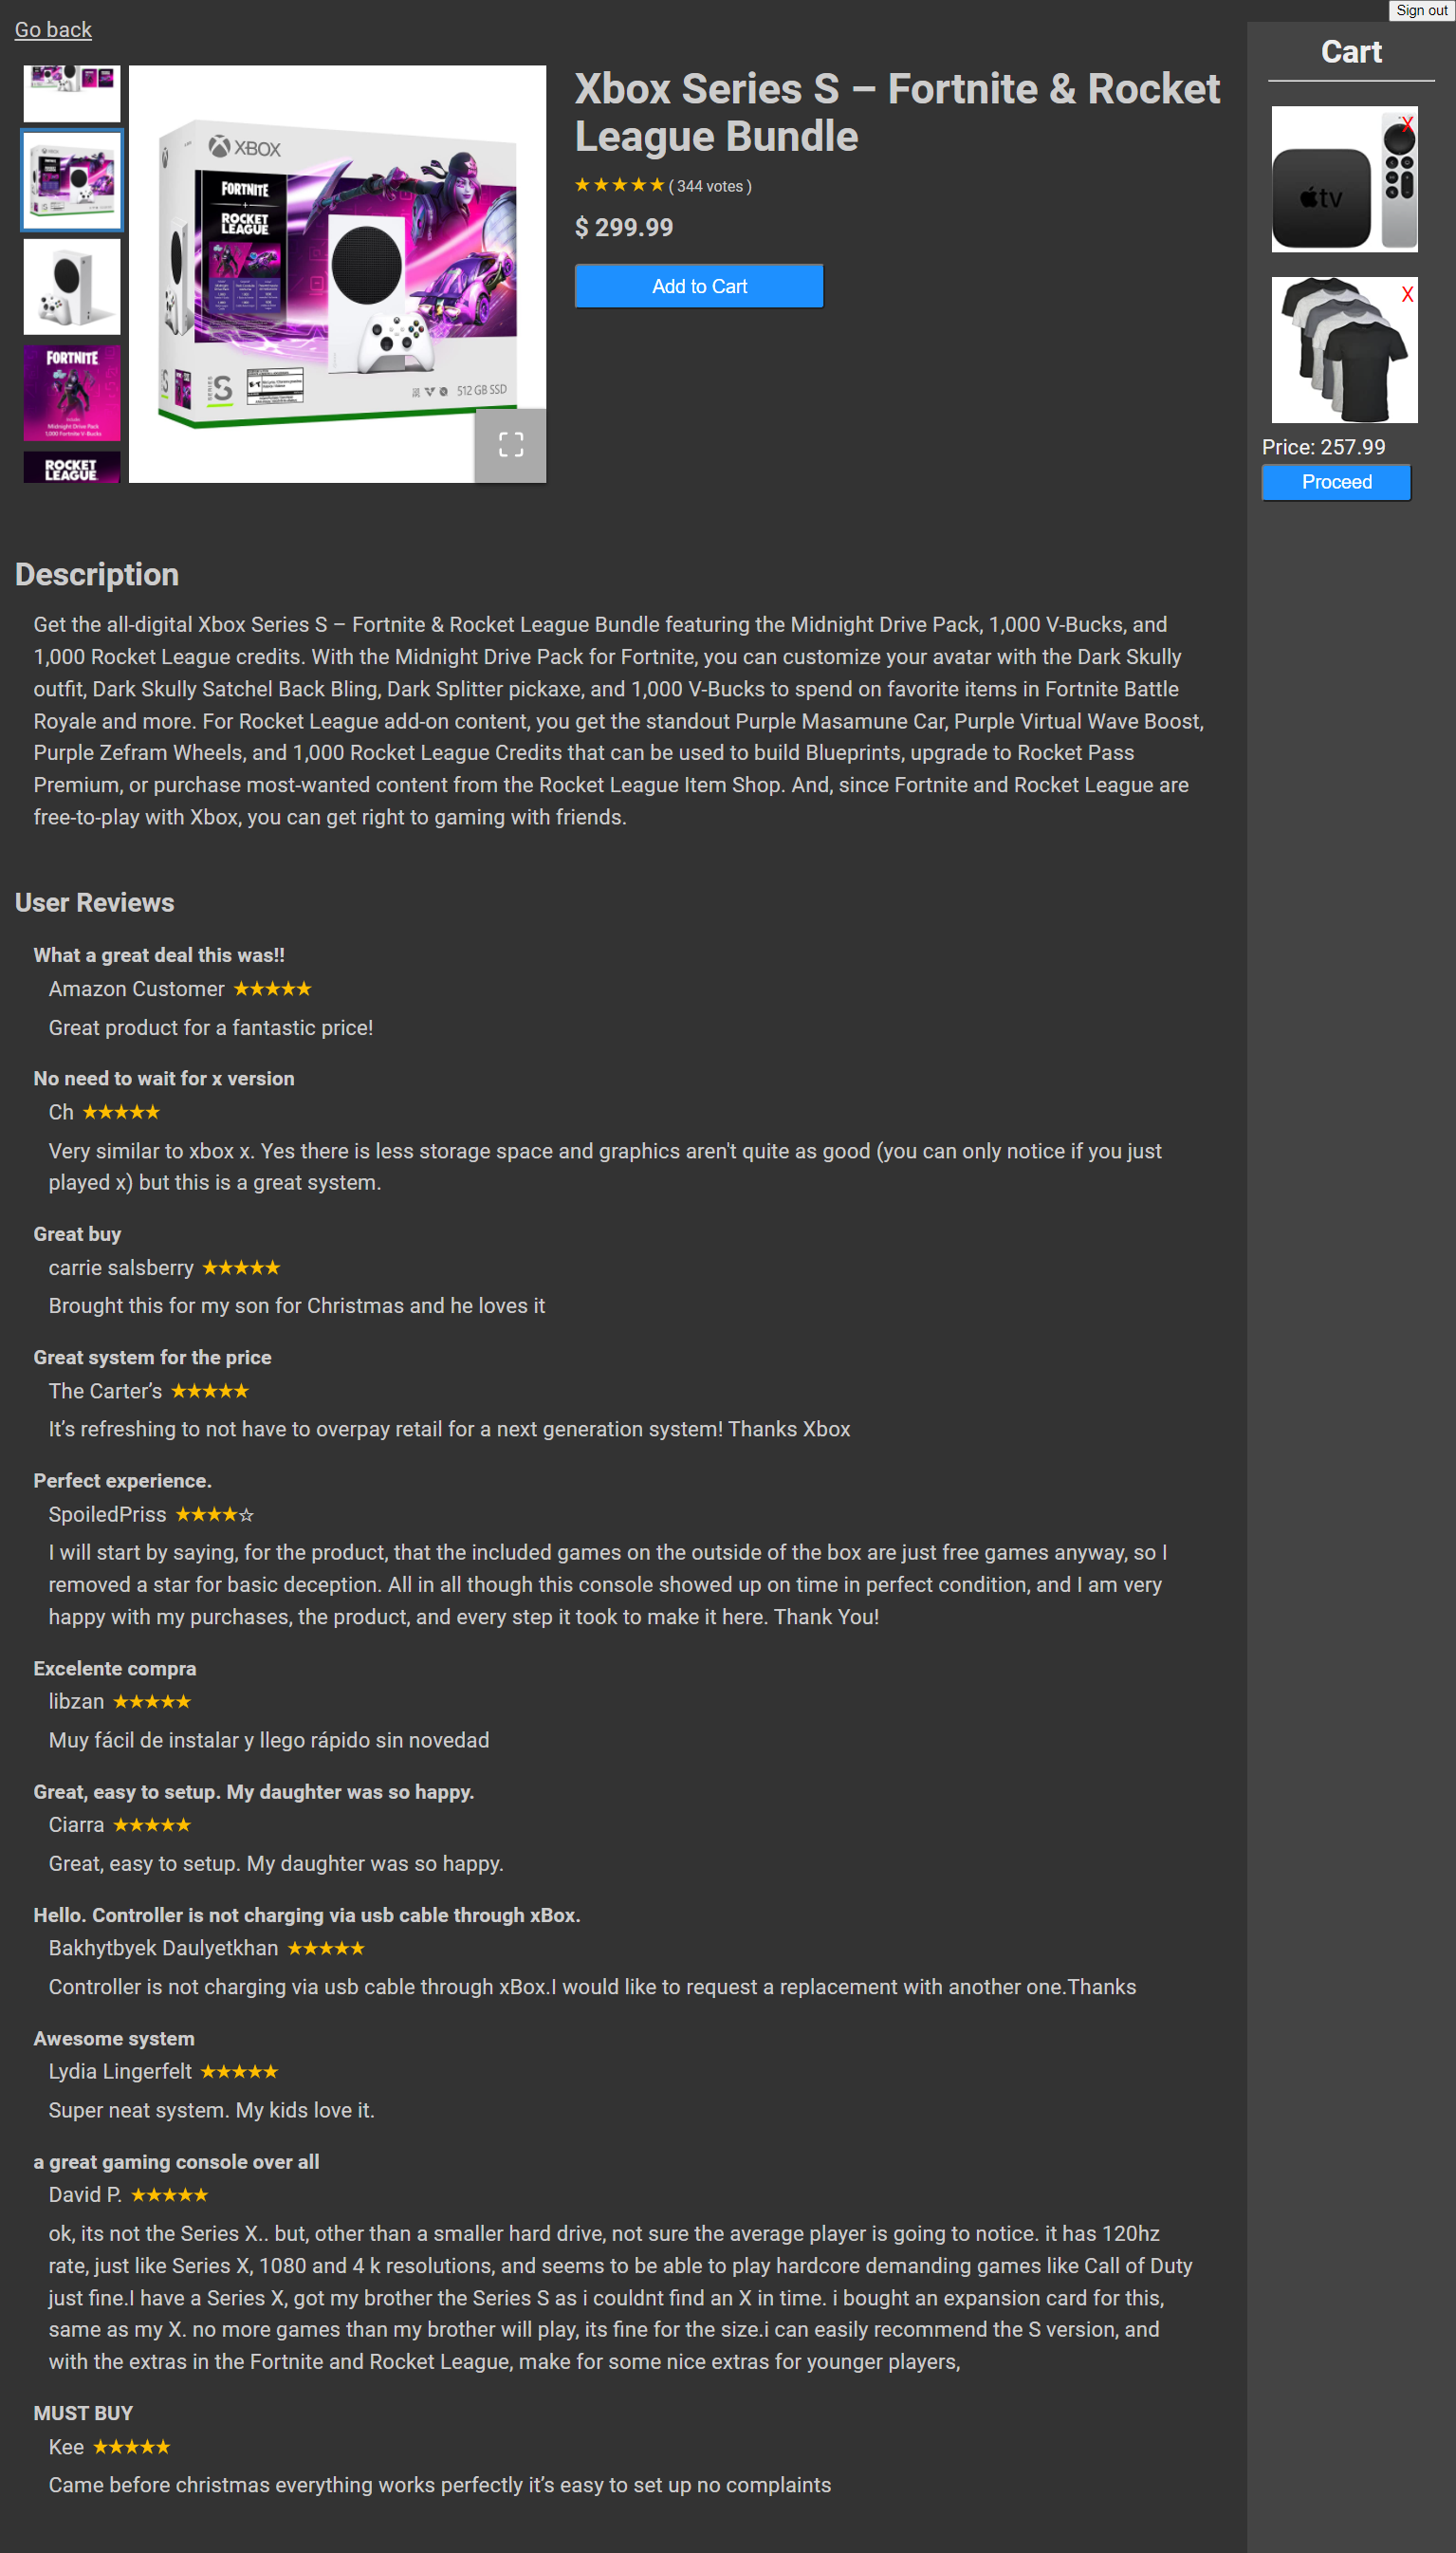 Sign out
Go back
Cart
XBOX
FORTNITE
+
ROCKET
LEAGUE
SERIES
S
512 GB SSD
FORTNITE
Midnight Drive Pack
1,000 Fortnite V-Bucks
ROCKET
LEAGUE
Xbox Series S – Fortnite & Rocket
League Bundle
★★★★★ ( 344 votes )
$ 299.99
Add to Cart
X
tv
X
Price: 257.99
Proceed
Description
Get the all-digital Xbox Series S – Fortnite & Rocket League Bundle featuring the Midnight Drive Pack, 1,000 V-Bucks, and
1,000 Rocket League credits. With the Midnight Drive Pack for Fortnite, you can customize your avatar with the Dark Skully
outfit, Dark Skully Satchel Back Bling, Dark Splitter pickaxe, and 1,000 V-Bucks to spend on favorite items in Fortnite Battle
Royale and more. For Rocket League add-on content, you get the standout Purple Masamune Car, Purple Virtual Wave Boost,
Purple Zefram Wheels, and 1,000 Rocket League Credits that can be used to build Blueprints, upgrade to Rocket Pass
Premium, or purchase most-wanted content from the Rocket League Item Shop. And, since Fortnite and Rocket League are
free-to-play with Xbox, you can get right to gaming with friends.
User Reviews
What a great deal this was!!
Amazon Customer ★★★★★
Great product for a fantastic price!
No need to wait for x version
Ch ★★★★★
Very similar to xbox x. Yes there is less storage space and graphics aren't quite as good (you can only notice if you just
played x) but this is a great system.
Great buy
carrie salsberry ★★★★★
Brought this for my son for Christmas and he loves it
Great system for the price
The Carter’s ★★★★★
It’s refreshing to not have to overpay retail for a next generation system! Thanks Xbox
Perfect experience.
SpoiledPriss ★★★★☆
I will start by saying, for the product, that the included games on the outside of the box are just free games anyway, so I
removed a star for basic deception. All in all though this console showed up on time in perfect condition, and I am very
happy with my purchases, the product, and every step it took to make it here. Thank You!
Excelente compra
libzan ★★★★★
Muy fácil de instalar y llego rápido sin novedad
Great, easy to setup. My daughter was so happy.
Ciarra ★★★★★
Great, easy to setup. My daughter was so happy.
Hello. Controller is not charging via usb cable through xBox.
Bakhytbyek Daulyetkhan ★★★★★
Controller is not charging via usb cable through xBox.I would like to request a replacement with another one.Thanks
Awesome system
Lydia Lingerfelt ★★★★★
Super neat system. My kids love it.
a great gaming console over all
David P. ★★★★★
ok, its not the Series X.. but, other than a smaller hard drive, not sure the average player is going to notice. it has 120hz
rate, just like Series X, 1080 and 4 k resolutions, and seems to be able to play hardcore demanding games like Call of Duty
just fine.I have a Series X, got my brother the Series S as i couldnt find an X in time. i bought an expansion card for this,
same as my X. no more games than my brother will play, its fine for the size.i can easily recommend the S version, and
with the extras in the Fortnite and Rocket League, make for some nice extras for younger players,
MUST BUY
Kee ★★★★★
Came before christmas everything works perfectly it’s easy to set up no complaints